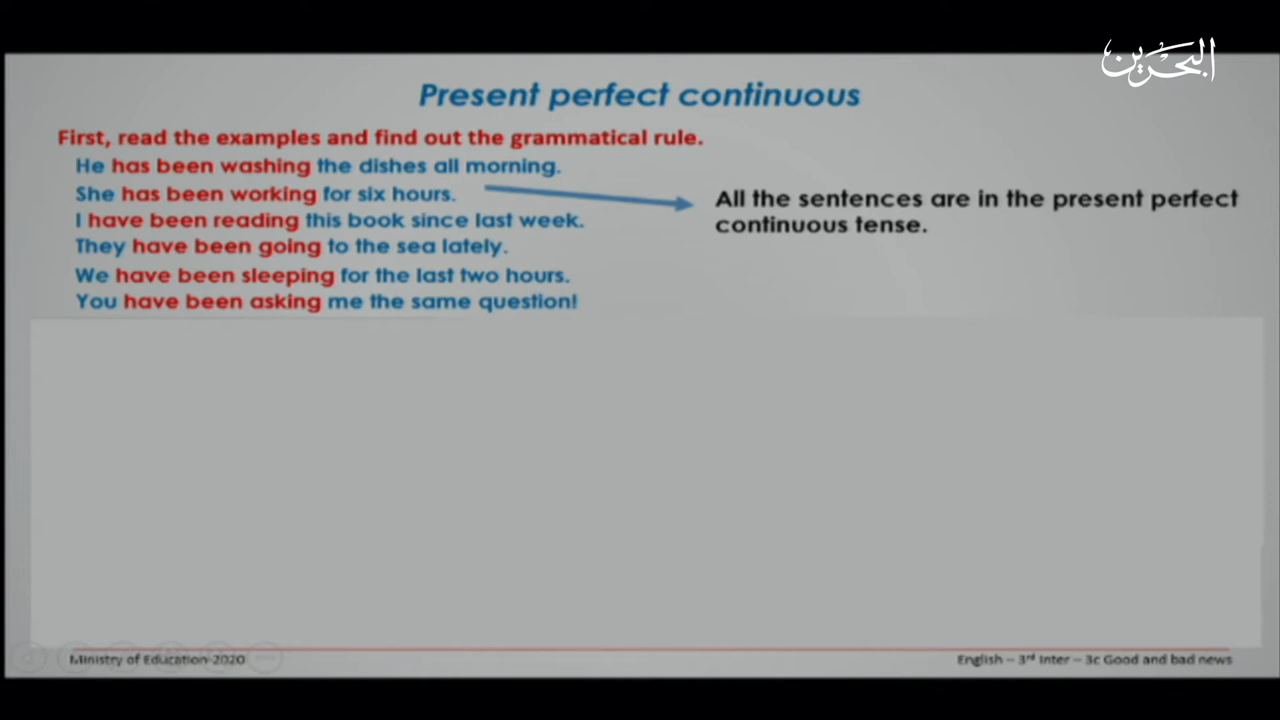 البحرين
Present perfect continuous
First, read the examples and find out the grammatical rule.
He has been washing the dishes all morning.
She has been working for six hours.
I have been reading this book since last week.
They have been going to the sea lately.
We have been sleeping for the last two hours.
You have been asking me the same question!
All the sentences are in the present perfect
continuous tense.
Ministry of Education-2020
English – 3rd Inter – 3c Good and bad news